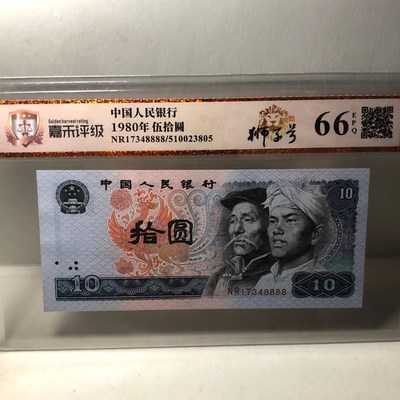 Golden harvest rating
嘉禾评级
中国人民银行
1980年 伍拾圆
NR17348888/510023805
狮子号
66 EPQ
中国人民银行
10
拾圆
10
10
NR17348888